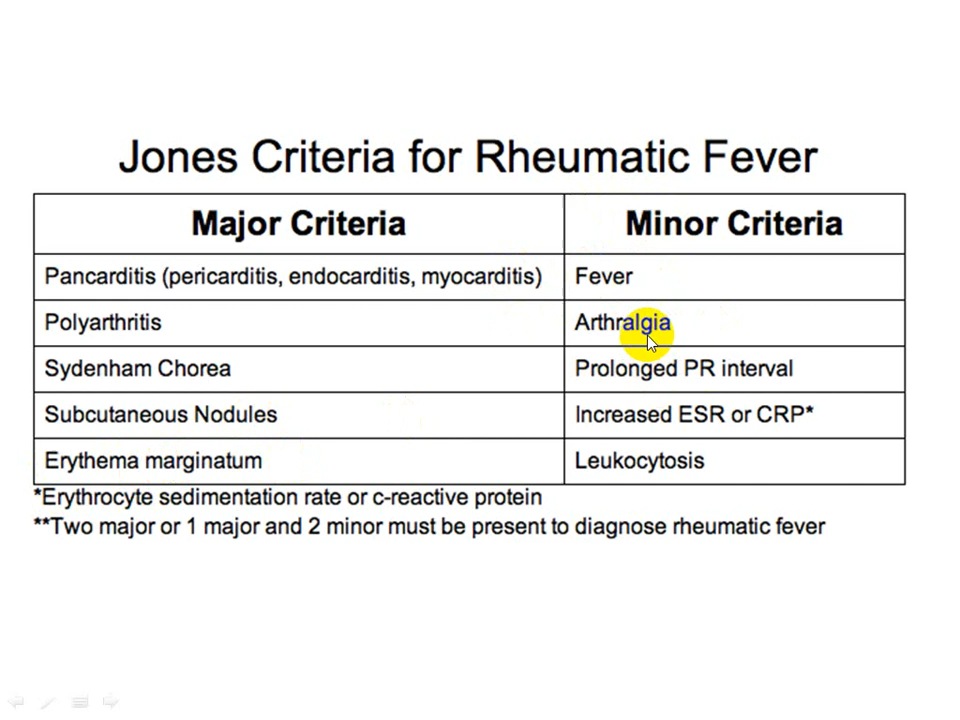 Jones Criteria for Rheumatic Fever
Major Criteria Minor Criteria
Pancarditis (pericarditis, endocarditis, myocarditis) Fever
Polyarthritis Arthralgia
Sydenham Chorea Prolonged PR interval
Subcutaneous Nodules Increased ESR or CRP*
Erythema marginatum Leukocytosis
*Erythrocyte sedimentation rate or c-reactive protein
**Two major or 1 major and 2 minor must be present to diagnose rheumatic fever